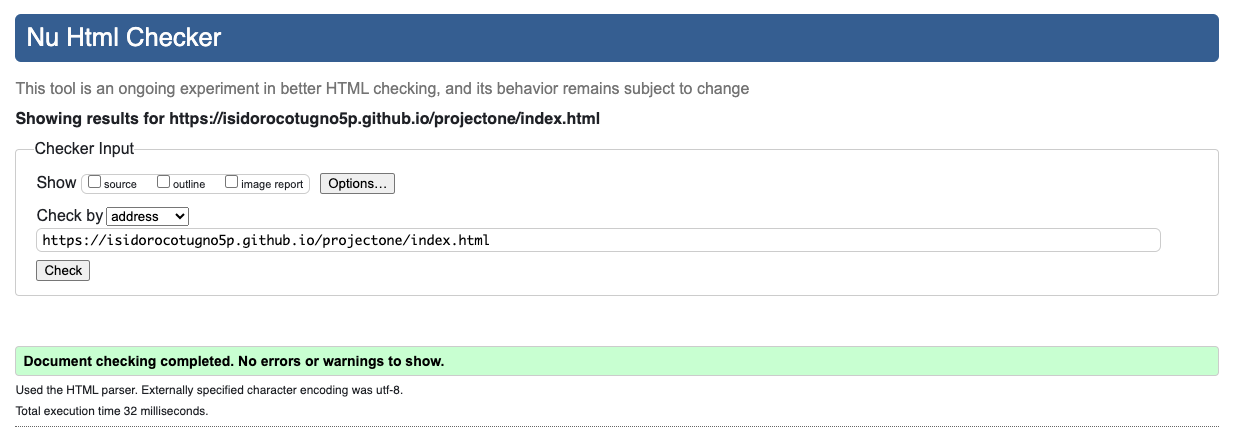 Nu Html Checker
This tool is an ongoing experiment in better HTML checking, and its behavior remains subject to change
Showing results for https://isidorocotugno5p.github.io/projectone/index.html
Checker Input
Show source outline image report Options...
Check by address
https://isidorocotugno5p.github.io/projectone/index.html
Check
Document checking completed. No errors or warnings to show.
Used the HTML parser. Externally specified character encoding was utf-8.
Total execution time 32 milliseconds.